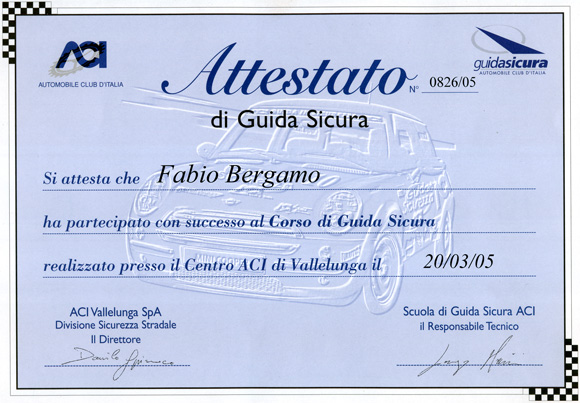 ACI
AUTOMOBILE CLUB D'ITALIA
Attestato
N° 0826/05
guidasicura
AUTOMOBILE CLUB D'ITALIA
di Guida Sicura
Si attesta che Fabio Bergamo
ha partecipato con successo al Corso di Guida Sicura
realizzato presso il Centro ACI di Vallelunga il 20/03/05
ACI Vallelunga SpA
Divisione Sicurezza Stradale
Il Direttore
Scuola di Guida Sicura ACI
il Responsabile Tecnico